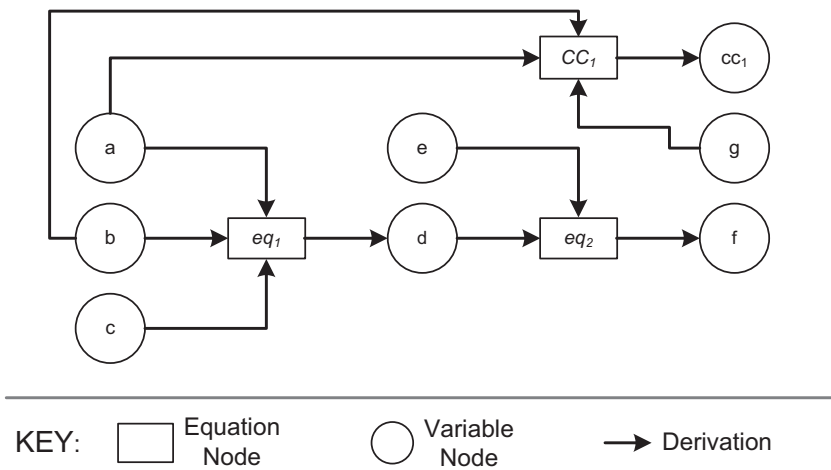 CC₁
cc₁
a
e
g
b
eq₁
d
eq₂
f
c
KEY:
Equation
Node
Variable
Node
Derivation